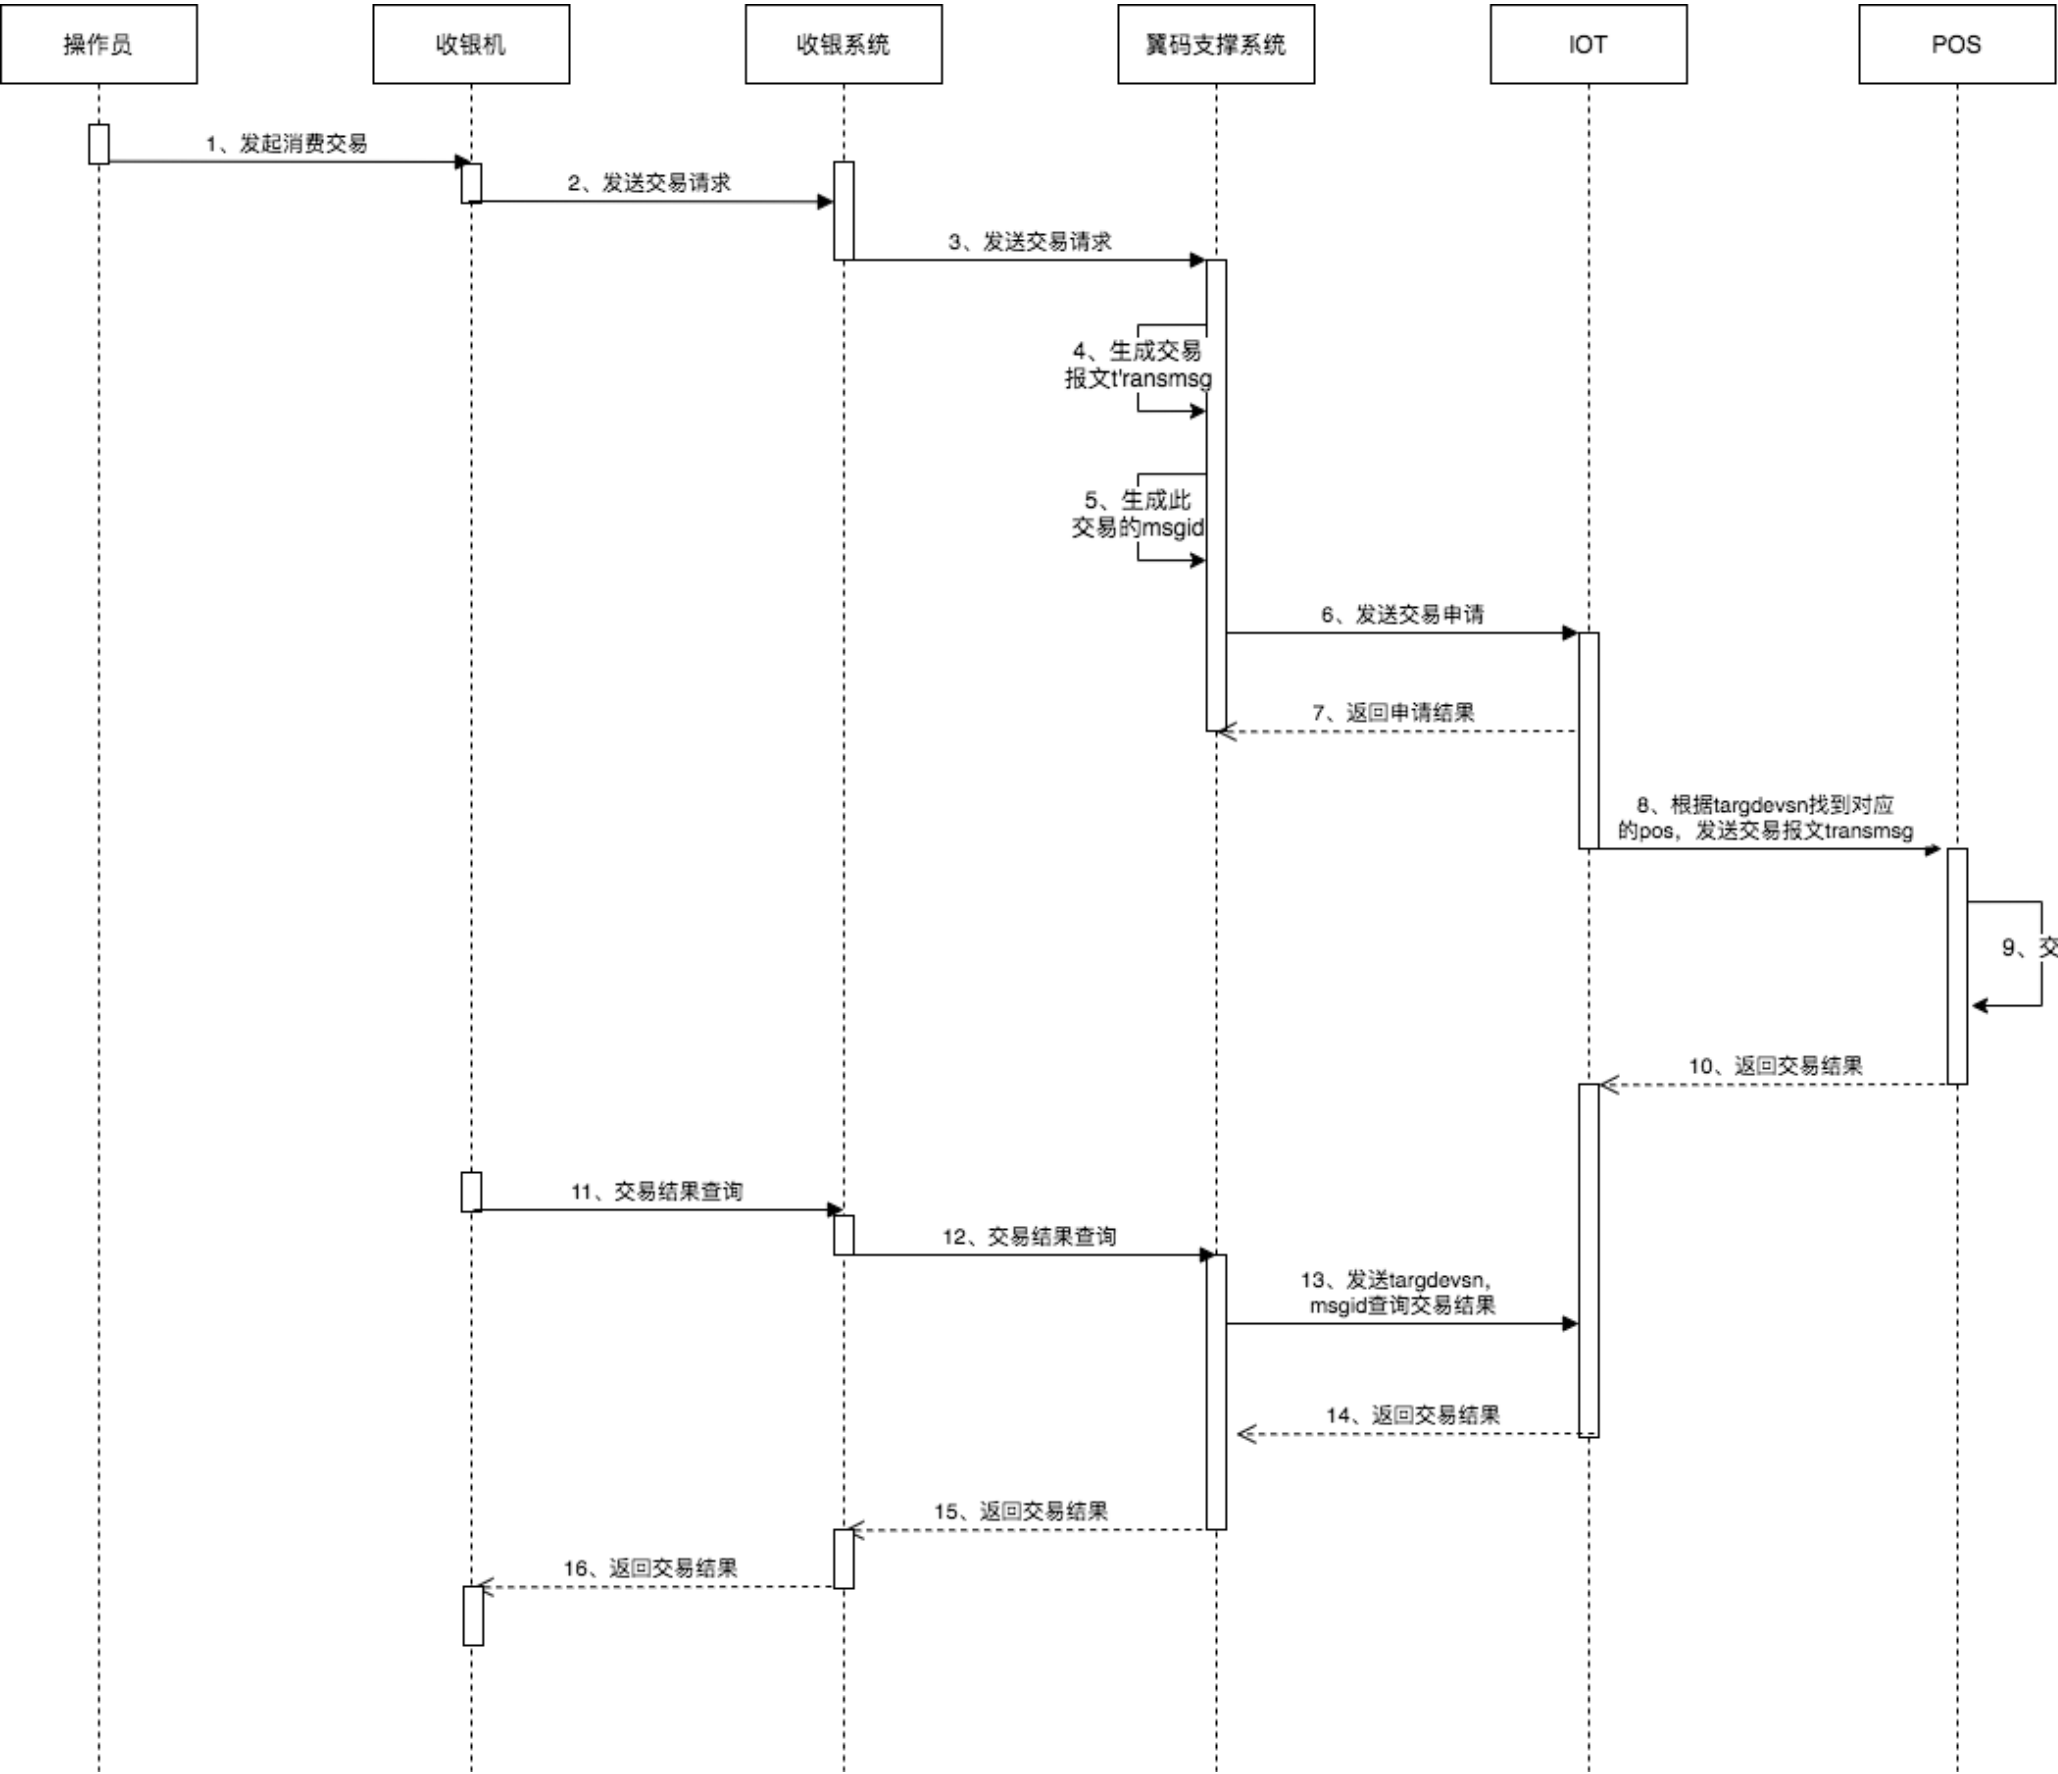 操作员
收银机
收银系统
翼码支撑系统
IOT
POS
1、发起消费交易
2、发送交易请求
3、发送交易请求
4、生成交易
报文t'ransmsg
5、生成此
交易的msgid
6、发送交易申请
7、返回申请结果
8、根据targdevsn找到对应
的pos，发送交易报文transmsg
9、交
10、返回交易结果
11、交易结果查询
12、交易结果查询
13、发送targdevsn，
msgid查询交易结果
14、返回交易结果
15、返回交易结果
16、返回交易结果